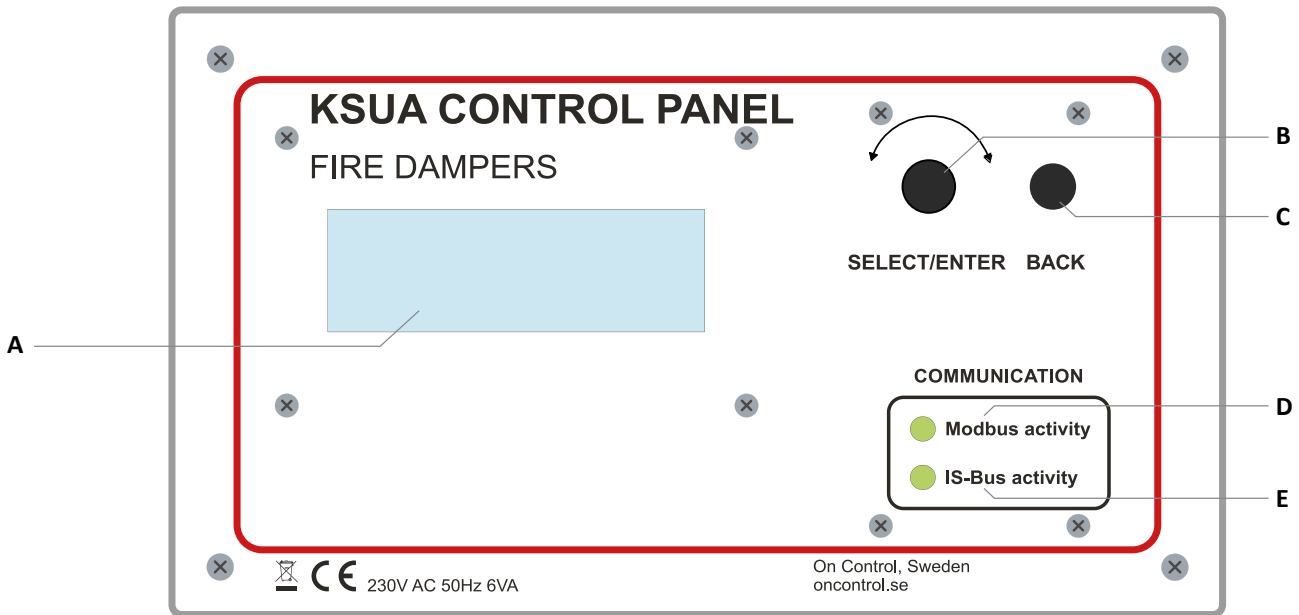 KSUA CONTROL PANEL
FIRE DAMPERS
B
C
SELECT/ENTER BACK
A
COMMUNICATION
D
Modbus activity
IS-Bus activity
E
CE 230V AC 50Hz 6VA
On Control, Sweden
oncontrol.se